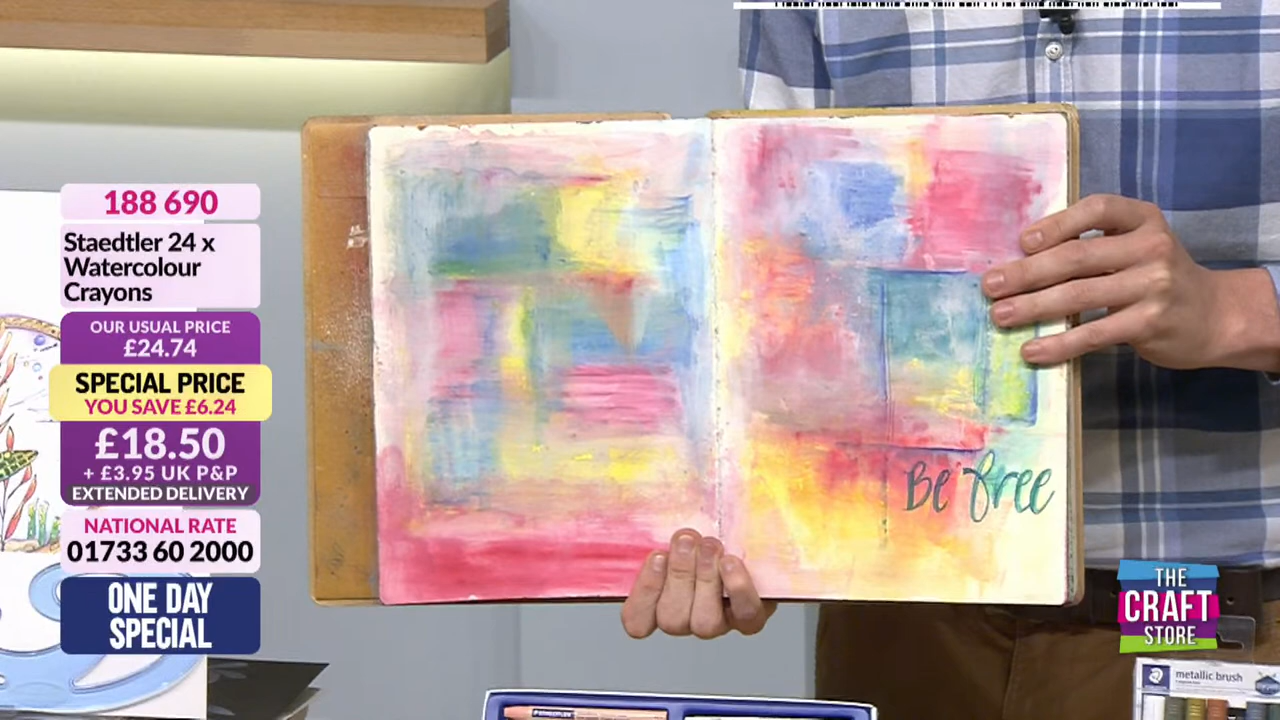 188 690
Staedtler 24 x
Watercolour
Crayons
OUR USUAL PRICE
£24.74
SPECIAL PRICE
YOU SAVE £6.24
£18.50
+ £3.95 UK P&P
EXTENDED DELIVERY
NATIONAL RATE
01733 60 2000
ONE DAY
SPECIAL
Be free
THE
CRAFT
STORE
metallic brush
STAEDTLER